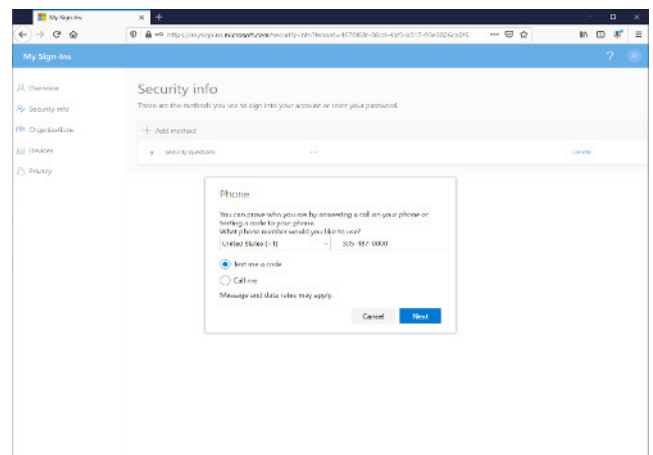 My Sign-Ins
My Sign-Ins
?
Overview
Security info
Organizations
Devices
Privacy
Security info
These are the methods you use to sign into your account or reset your password.
+ Add method
? Security questions
Delete
Phone
You can prove who you are by answering a call on your phone or
texting a code to your phone.
What phone number would you like to use?
United States (+1)
Text me a code
Call me
Message and data rates may apply.
Cancel Next